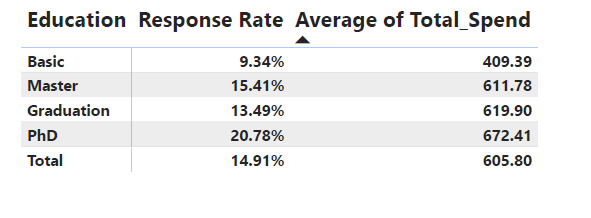 Education Response Rate Average of Total_Spend
Basic 9.34% 409.39
Master 15.41% 611.78
Graduation 13.49% 619.90
PhD 20.78% 672.41
Total 14.91% 605.80